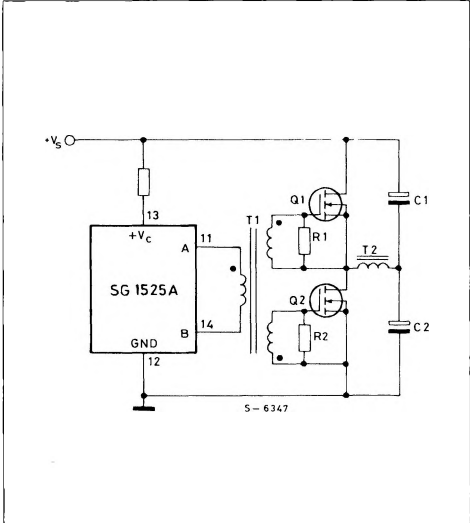 +Vs
Q1
C1
13
+Vc
T1
A
11
R1
T2
SG 1525A
Q2
B
14
R2
C2
GND
12
S-6347